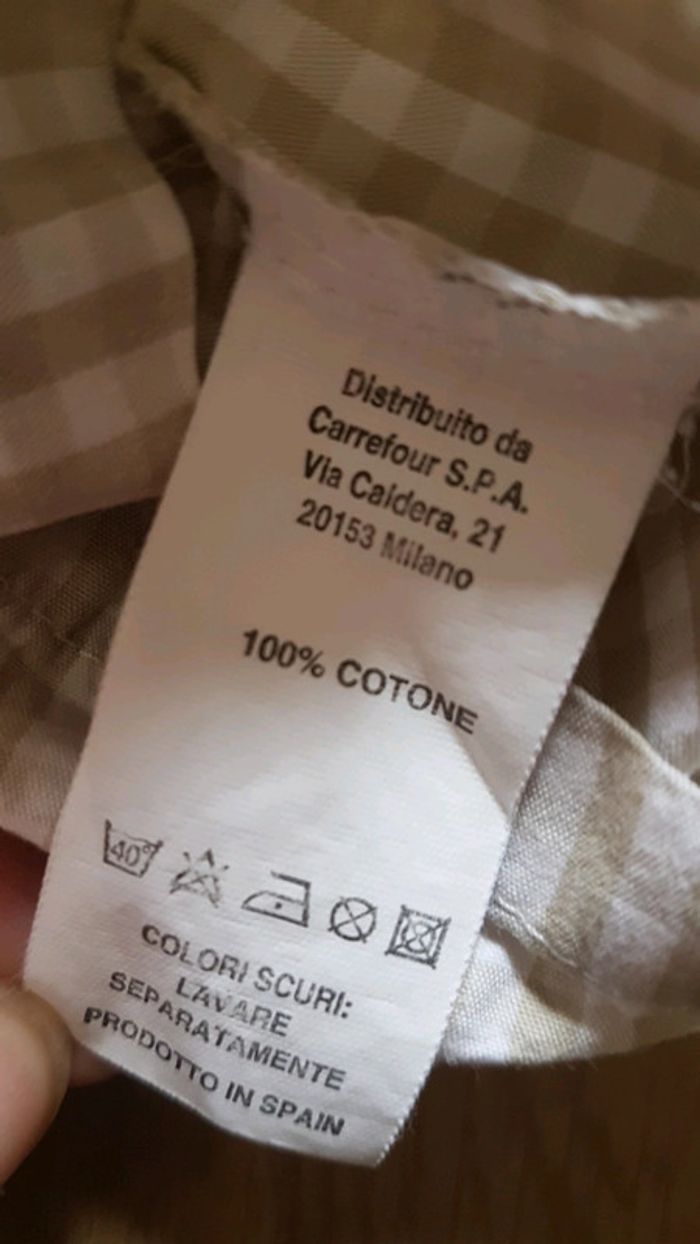 Distribuito da
Carrefour S.P.A.
Via Caldera, 21
20153 Milano
100% COTONE
40°
COLORI SCURI:
LAVARE
SEPARATAMENTE
PRODOTTO IN SPAIN